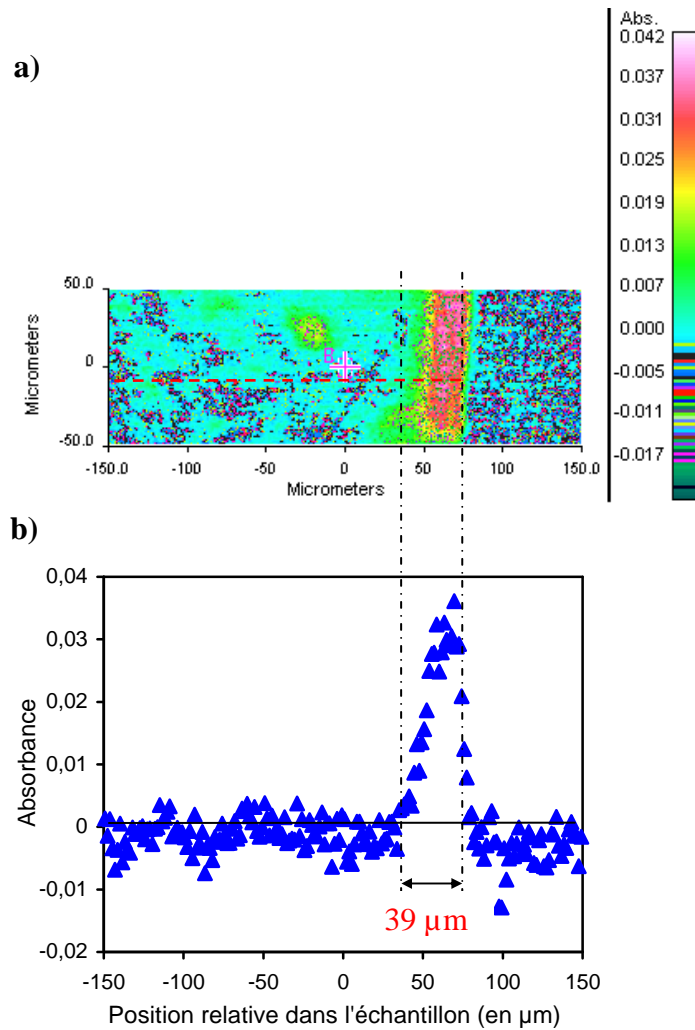 a)
Abs.
0.042
0.037
0.031
0.025
0.019
0.013
0.007
0.000
-0.005
-0.011
-0.017
50.0
0
-50.0
Micrometers
B
-150.0 -100 -50 0 50 100 150.0
Micrometers
b)
0,04
0,03
0,02
0,01
0
-0,01
-0,02
Absorbance
39 µm
-150 -100 -50 0 50 100 150
Position relative dans l'échantillon (en µm)